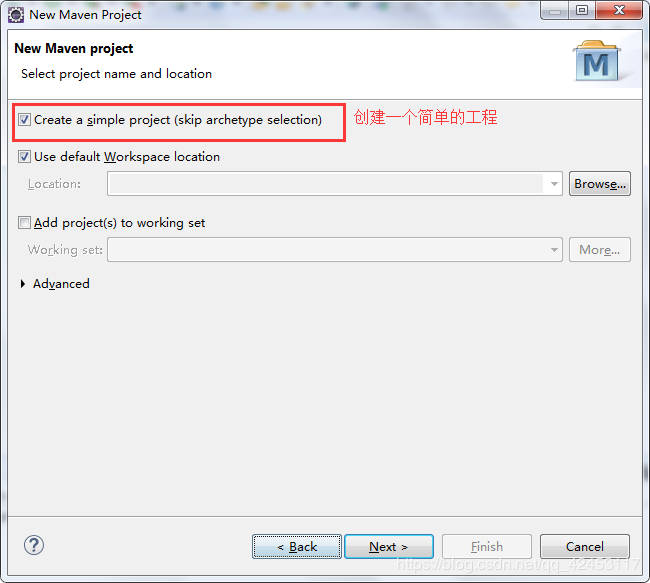 New Maven Project
New Maven project
Select project name and location
M
Create a simple project (skip archetype selection) 创建一个简单的工程
Use default Workspace location
Location: Browse...
Add project(s) to working set
Working set: More...
Advanced
? < Back Next > Finish Cancel
https://blog.csdn.net/qq_42463117